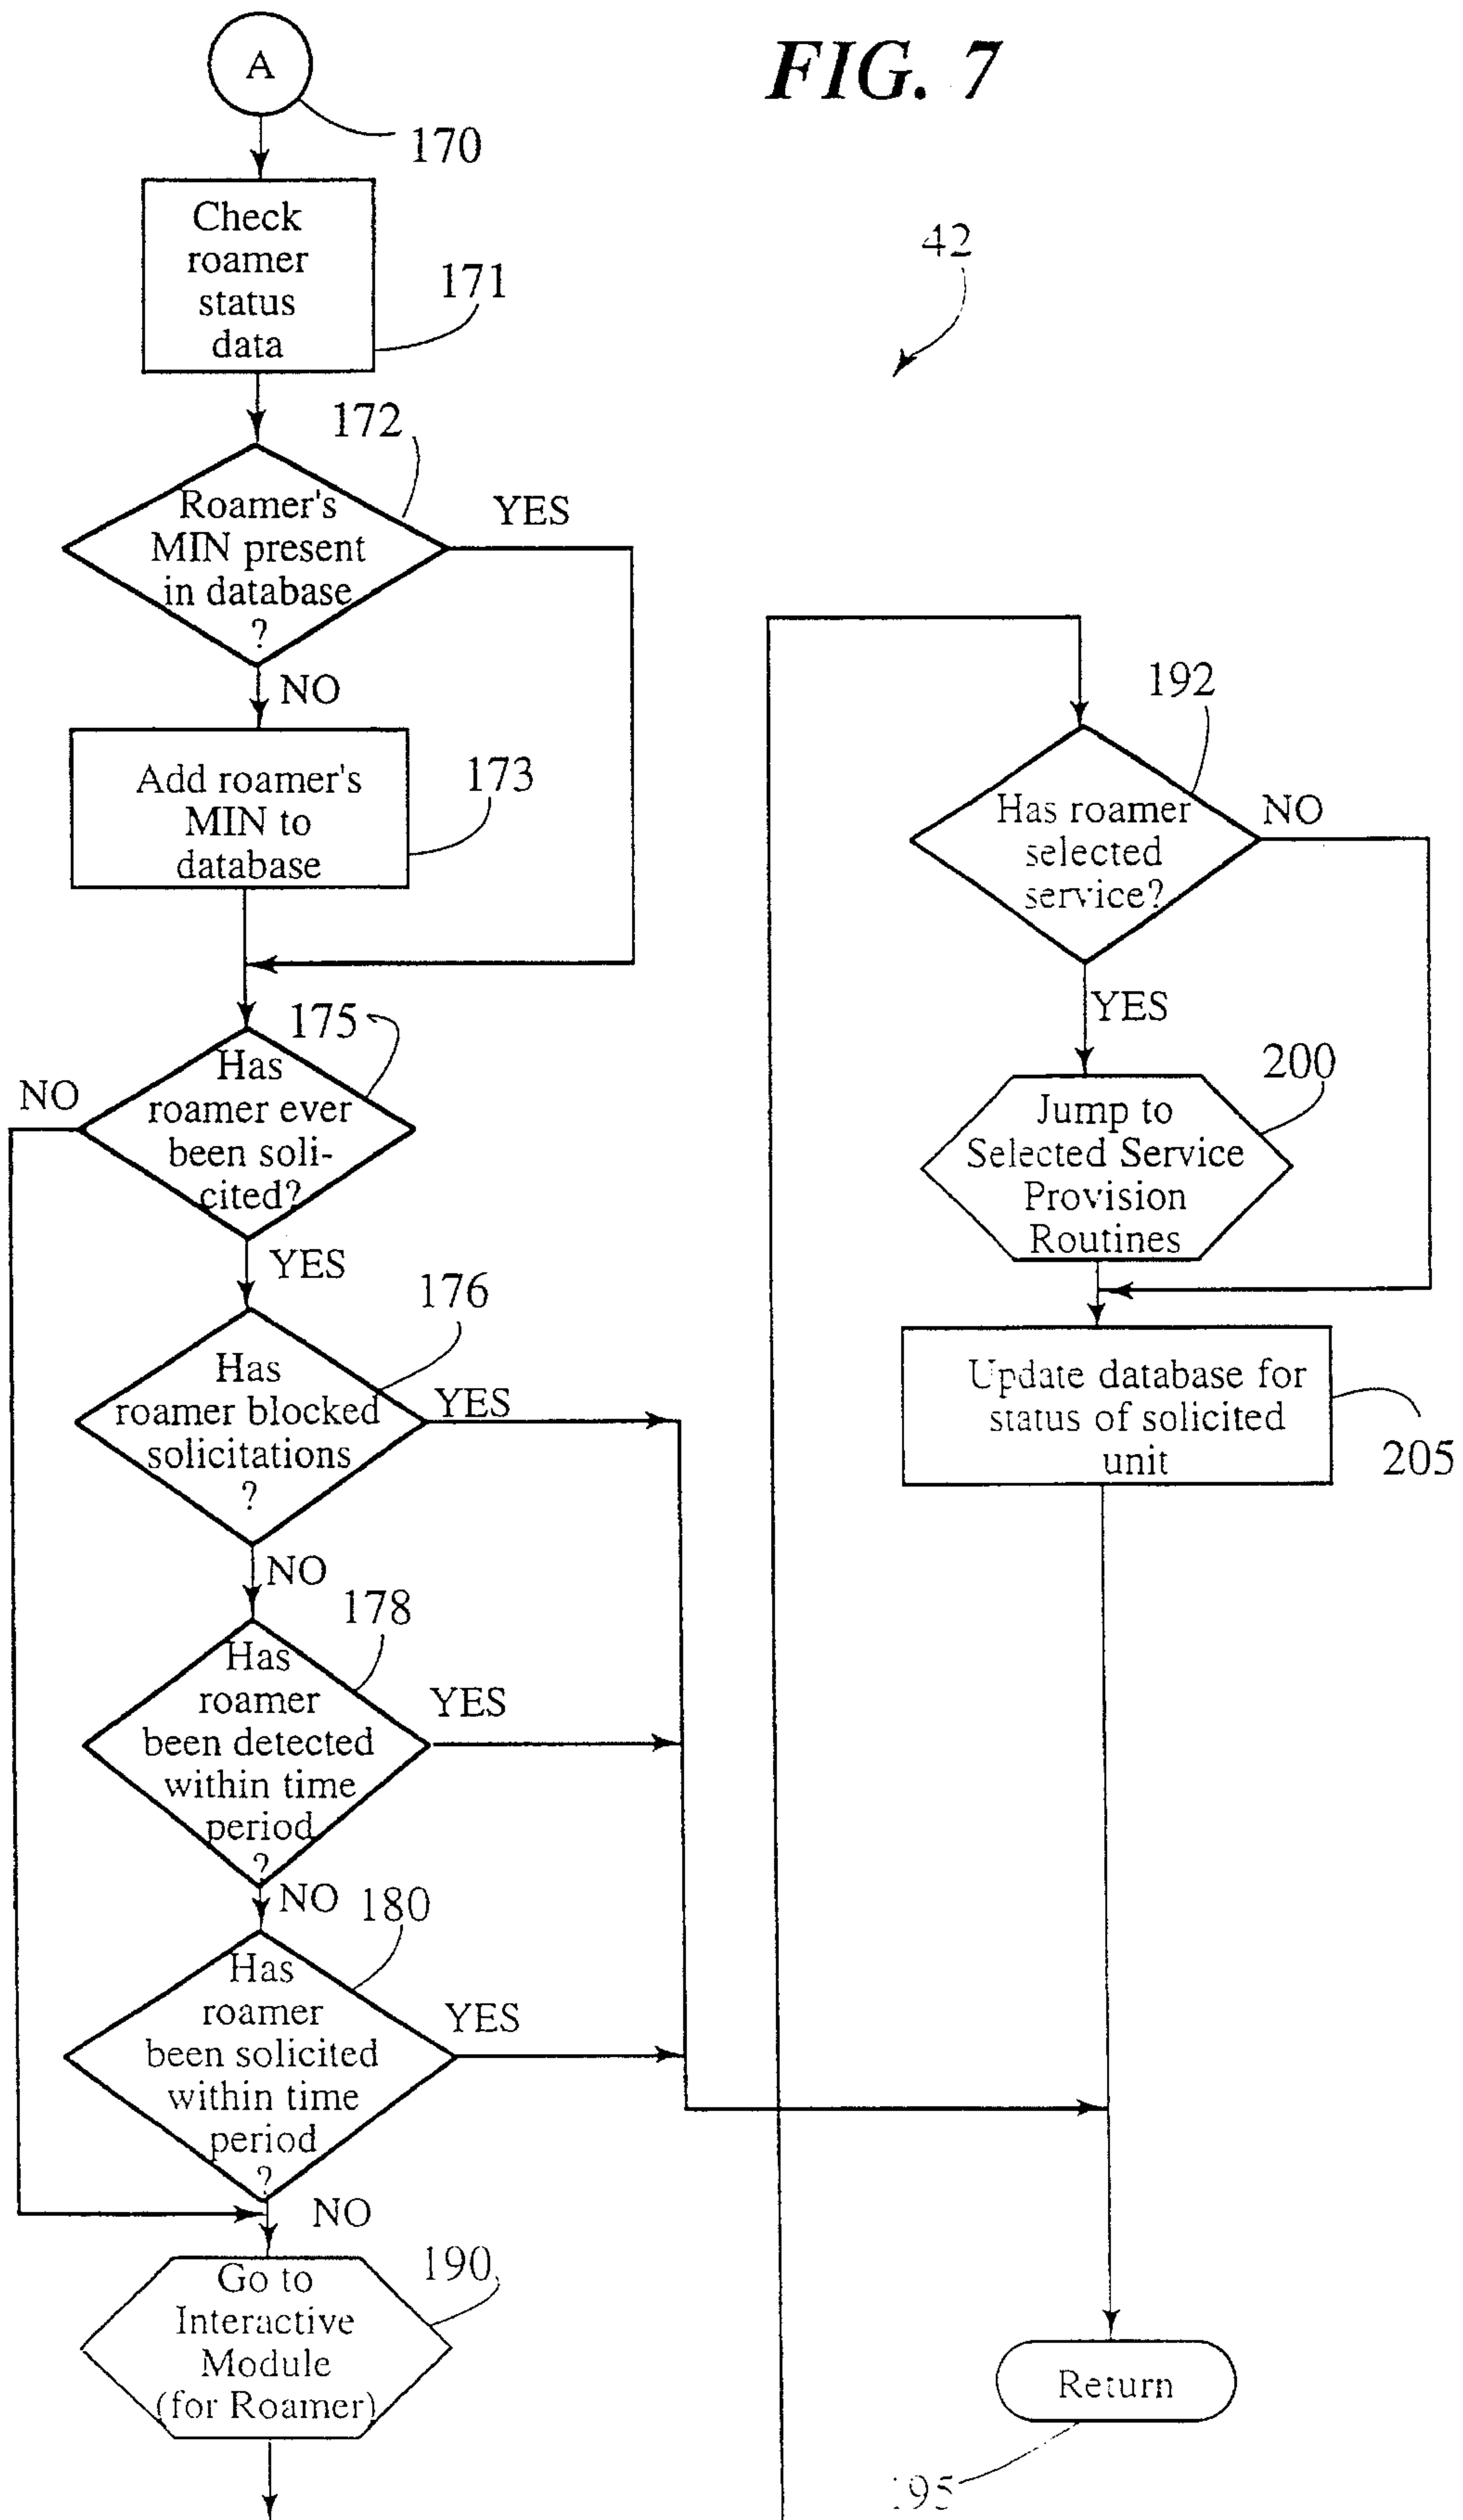 FIG. 7
A
170
Check
roamer
status
data
171
42
172
Roamer's
MIN present
in database
?
YES
NO
Add roamer's
MIN to
database
173
175
Has
roamer ever
been soli-
cited?
NO
YES
176
Has
roamer blocked
solicitations
?
YES
NO
178
Has
roamer
been detected
within time
period
?
YES
NO
180
Has
roamer
been solicited
within time
period
?
YES
NO
190
Go to
Interactive
Module
(for Roamer)
192
Has roamer
selected
service?
NO
YES
200
Jump to
Selected Service
Provision
Routines
Update database for
status of solicited
unit
205
Return
195